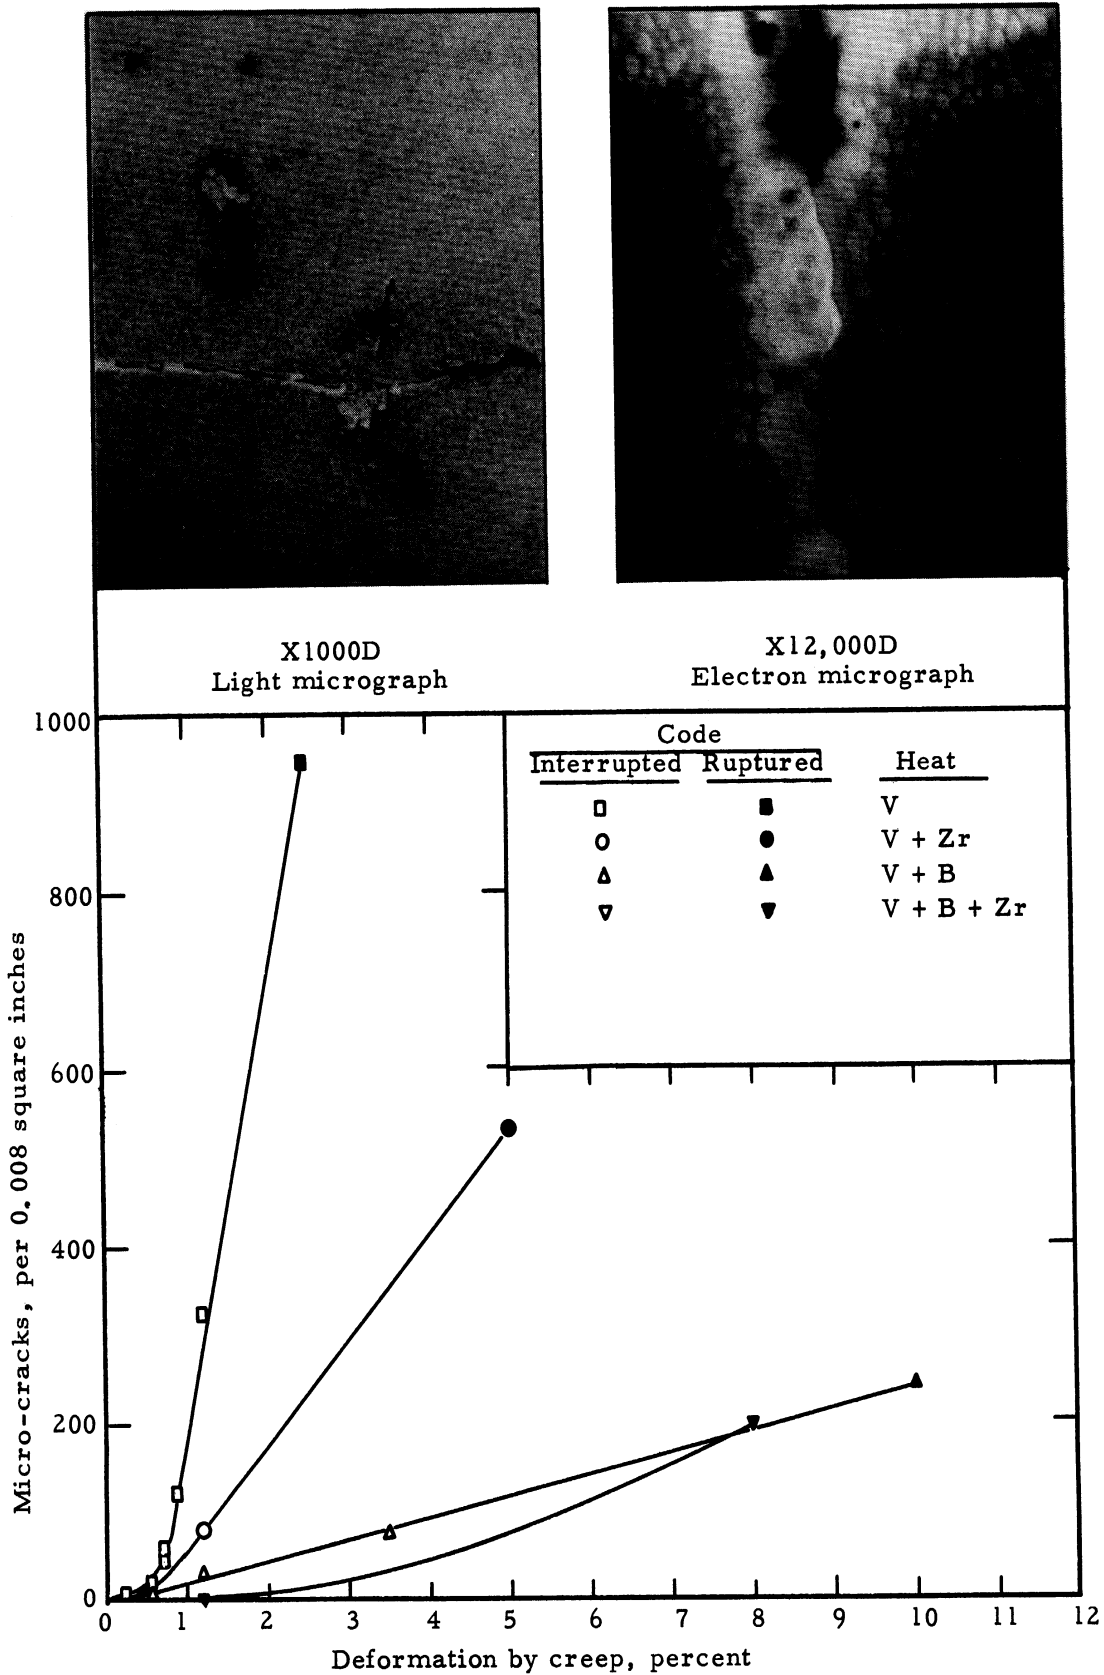 X1000D
Light micrograph
X12,000D
Electron micrograph
Code
Interrupted Ruptured Heat
V
V + Zr
V + B
V + B + Zr
1000
800
600
400
200
0
Micro-cracks, per 0.008 square inches
0 1 2 3 4 5 6 7 8 9 10 11 12
Deformation by creep, percent